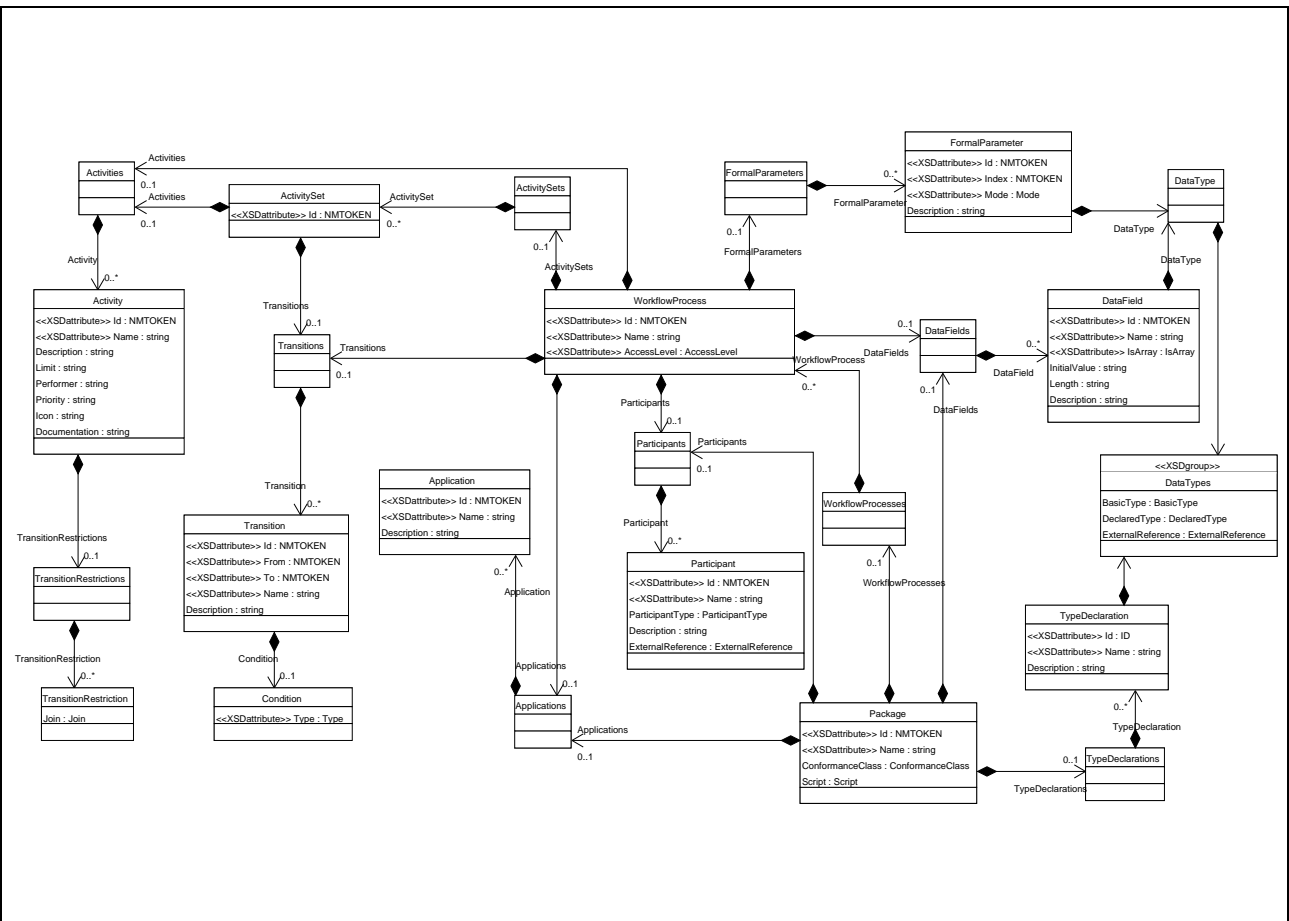 FormalParameter
<<XSDattribute>> Id : NMTOKEN
<<XSDattribute>> Index : NMTOKEN
<<XSDattribute>> Mode : Mode
Description : string
Activities
0..1
Activities
Activities
0..1
ActivitySet
<<XSDattribute>> Id : NMTOKEN
ActivitySet
0..*
ActivitySets
0..1
ActivitySets
FormalParameters
0..*
FormalParameter
0..1
FormalParameters
DataType
DataType
DataType
Activity
0..*
Activity
<<XSDattribute>> Id : NMTOKEN
<<XSDattribute>> Name : string
Description : string
Limit : string
Performer : string
Priority : string
Icon : string
Documentation : string
Transitions
0..1
Transitions
Transitions
0..1
WorkflowProcess
<<XSDattribute>> Id : NMTOKEN
<<XSDattribute>> Name : string
<<XSDattribute>> AccessLevel : AccessLevel
0..1
DataFields
DataFields
0..*
DataField
0..1
DataFields
DataField
<<XSDattribute>> Id : NMTOKEN
<<XSDattribute>> Name : string
<<XSDattribute>> IsArray : IsArray
InitialValue : string
Length : string
Description : string
WorkflowProcess
0..*
Participants
0..1
Participants
Participants
0..1
Application
<<XSDattribute>> Id : NMTOKEN
<<XSDattribute>> Name : string
Description : string
<<XSDgroup>>
DataTypes
BasicType : BasicType
DeclaredType : DeclaredType
ExternalReference : ExternalReference
Transition
0..*
Transition
<<XSDattribute>> Id : NMTOKEN
<<XSDattribute>> From : NMTOKEN
<<XSDattribute>> To : NMTOKEN
<<XSDattribute>> Name : string
Description : string
WorkflowProcesses
0..1
WorkflowProcesses
Participant
0..*
Participant
<<XSDattribute>> Id : NMTOKEN
<<XSDattribute>> Name : string
ParticipantType : ParticipantType
Description : string
ExternalReference : ExternalReference
TransitionRestrictions
0..1
TransitionRestrictions
0..*
Application
TypeDeclaration
<<XSDattribute>> Id : ID
<<XSDattribute>> Name : string
Description : string
TransitionRestriction
0..*
TransitionRestriction
Join : Join
Condition
0..1
Condition
<<XSDattribute>> Type : Type
Applications
0..1
Applications
Applications
0..1
Package
<<XSDattribute>> Id : NMTOKEN
<<XSDattribute>> Name : string
ConformanceClass : ConformanceClass
Script : Script
0..*
TypeDeclaration
0..1
TypeDeclarations
TypeDeclarations